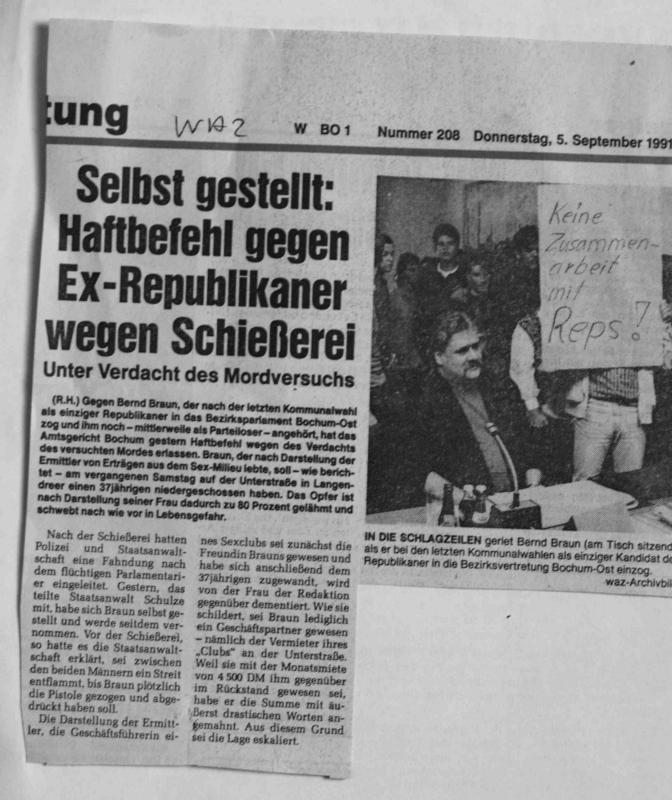 tung
WAZ
W BO 1 Nummer 208 Donnerstag, 5. September 1991
Selbst gestellt:
Haftbefehl gegen
Ex-Republikaner
wegen Schießerei
Unter Verdacht des Mordversuchs
(R.H.) Gegen Bernd Braun, der nach der letzten Kommunalwahl
als einziger Republikaner in das Bezirksparlament Bochum-Ost
zog und ihm noch – mittlerweile als Parteiloser – angehört, hat das
Amtsgericht Bochum gestern Haftbefehl wegen des Verdachts
des versuchten Mordes erlassen. Braun, der nach Darstellung der
Ermittler von Erträgen aus dem Sex-Milieu lebte, soll – wie berich-
tet – am vergangenen Samstag auf der Unterstraße in Langen-
dreer einen 37jährigen niedergeschossen haben. Das Opfer ist
nach Darstellung seiner Frau dadurch zu 80 Prozent gelähmt und
schwebt nach wie vor in Lebensgefahr.
Nach der Schießerei hatten
Polizei und Staatsanwalt-
schaft eine Fahndung nach
dem flüchtigen Parlamentari-
er eingeleitet. Gestern, das
teilte Staatsanwalt Schulze
mit, habe sich Braun selbst ge-
stellt und werde seitdem ver-
nommen. Vor der Schießerei,
so hatte es die Staatsanwalt-
schaft erklärt, sei zwischen
den beiden Männern ein Streit
entflammt, bis Braun plötzlich
die Pistole gezogen und abge-
drückt haben soll.
Die Darstellung der Ermitt-
ler, die Geschäftsführerin ei-
nes Sexclubs sei zunächst die
Freundin Brauns gewesen und
habe sich anschließend dem
37jährigen zugewandt, wird
von der Frau der Redaktion
gegenüber dementiert. Wie sie
schildert, sei Braun lediglich
ein Geschäftspartner gewesen
– nämlich der Vermieter ihres
„Clubs“ an der Unterstraße.
Weil sie mit der Monatsmiete
von 4 500 DM ihm gegenüber
im Rückstand gewesen sei,
habe er die Summe mit äu-
ßerst drastischen Worten an-
gemahnt. Aus diesem Grund
sei die Lage eskaliert.
Keine
Zusammen-
arbeit
mit
Reps!
IN DIE SCHLAGZEILEN geriet Bernd Braun (am Tisch sitzend
als er bei den letzten Kommunalwahlen als einziger Kandidat de
Republikaner in die Bezirksvertretung Bochum-Ost einzog.
waz-Archivbil